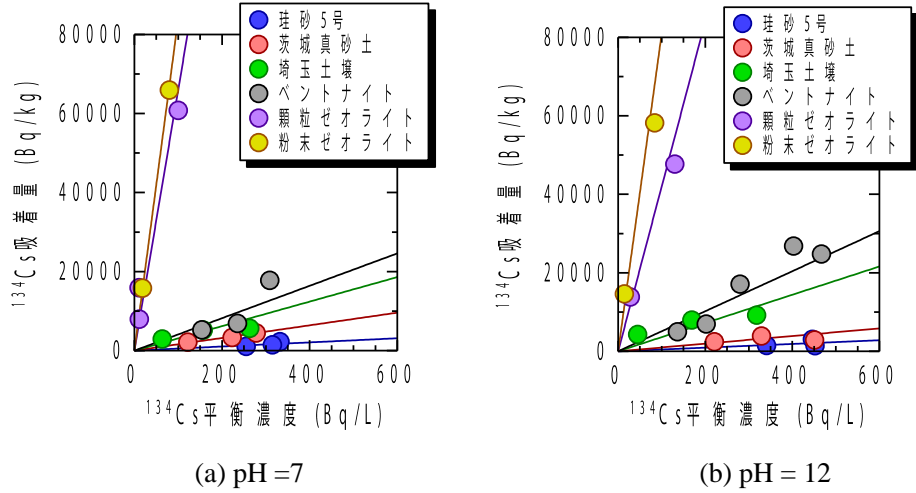 珪砂5号
茨城真砂土
埼玉土壌
ベントナイト
顆粒ゼオライト
粉末ゼオライト
80000
60000
40000
20000
0
0 200 400 600
¹³⁴Cs吸着量 (Bq/kg)
¹³⁴Cs平衡濃度 (Bq/L)
(a) pH =7
珪砂5号
茨城真砂土
埼玉土壌
ベントナイト
顆粒ゼオライト
粉末ゼオライト
80000
60000
40000
20000
0
0 200 400 600
¹³⁴Cs吸着量 (Bq/kg)
¹³⁴Cs平衡濃度 (Bq/L)
(b) pH = 12